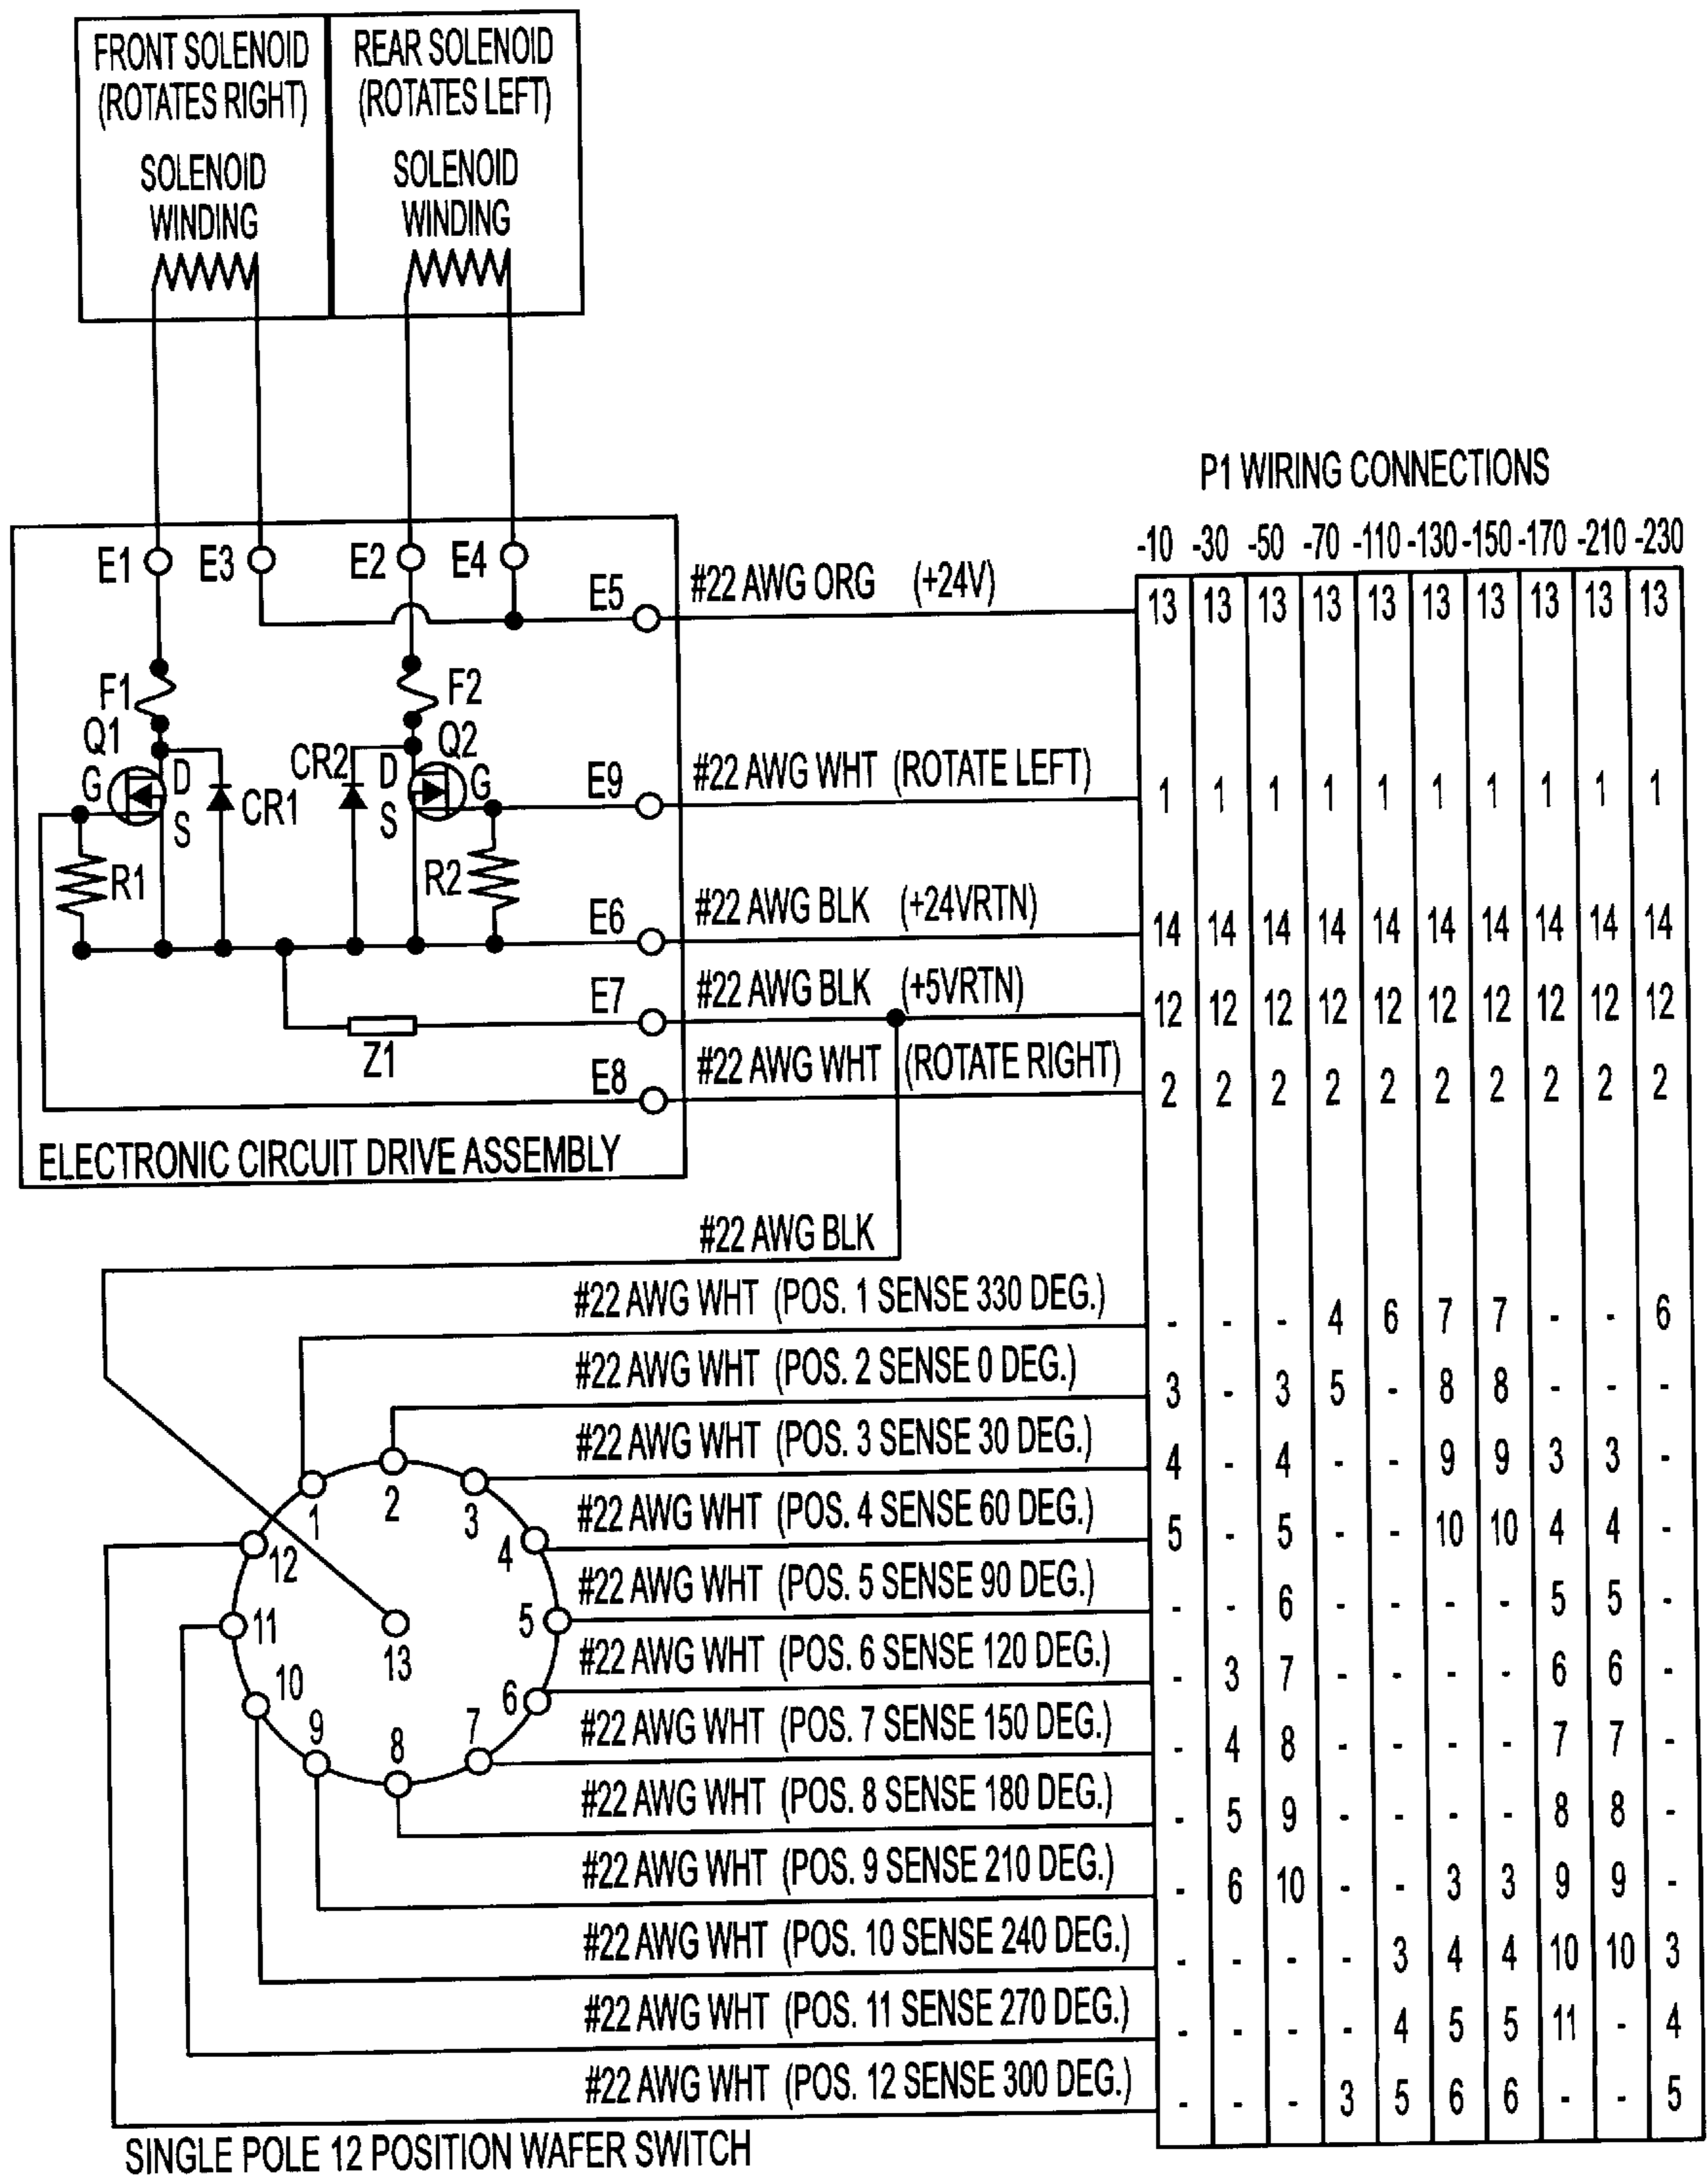 FRONT SOLENOID
(ROTATES RIGHT)
SOLENOID
WINDING
REAR SOLENOID
(ROTATES LEFT)
SOLENOID
WINDING
P1 WIRING CONNECTIONS
-10 -30 -50 -70 -110 -130 -150 -170 -210 -230
E1 E3 E2 E4
E5 #22 AWG ORG (+24V) 13 13 13 13 13 13 13 13 13 13
F1 F2
Q1 Q2
CR2
G D D G
CR1
S S
E9 #22 AWG WHT (ROTATE LEFT) 1 1 1 1 1 1 1 1 1 1
R1 R2
E6 #22 AWG BLK (+24VRTN) 14 14 14 14 14 14 14 14 14 14
E7 #22 AWG BLK (+5VRTN) 12 12 12 12 12 12 12 12 12 12
Z1
E8 #22 AWG WHT (ROTATE RIGHT) 2 2 2 2 2 2 2 2 2 2
ELECTRONIC CIRCUIT DRIVE ASSEMBLY
#22 AWG BLK
#22 AWG WHT (POS. 1 SENSE 330 DEG.) - - - 4 6 7 7 - - 6
#22 AWG WHT (POS. 2 SENSE 0 DEG.) 3 - 3 5 - 8 8 - - -
#22 AWG WHT (POS. 3 SENSE 30 DEG.) 4 - 4 - - 9 9 3 3 -
#22 AWG WHT (POS. 4 SENSE 60 DEG.) 5 - 5 - - 10 10 4 4 -
#22 AWG WHT (POS. 5 SENSE 90 DEG.) - - 6 - - - - 5 5 -
#22 AWG WHT (POS. 6 SENSE 120 DEG.) - 3 7 - - - - 6 6 -
#22 AWG WHT (POS. 7 SENSE 150 DEG.) - 4 8 - - - - 7 7 -
#22 AWG WHT (POS. 8 SENSE 180 DEG.) - 5 9 - - - - 8 8 -
#22 AWG WHT (POS. 9 SENSE 210 DEG.) - 6 10 - - 3 3 9 9 -
#22 AWG WHT (POS. 10 SENSE 240 DEG.) - - - - 3 4 4 10 10 3
#22 AWG WHT (POS. 11 SENSE 270 DEG.) - - - - 4 5 5 11 - 4
#22 AWG WHT (POS. 12 SENSE 300 DEG.) - - - 3 5 6 6 - - 5
1
2
3
4
5
6
7
8
9
10
11
12
13
SINGLE POLE 12 POSITION WAFER SWITCH